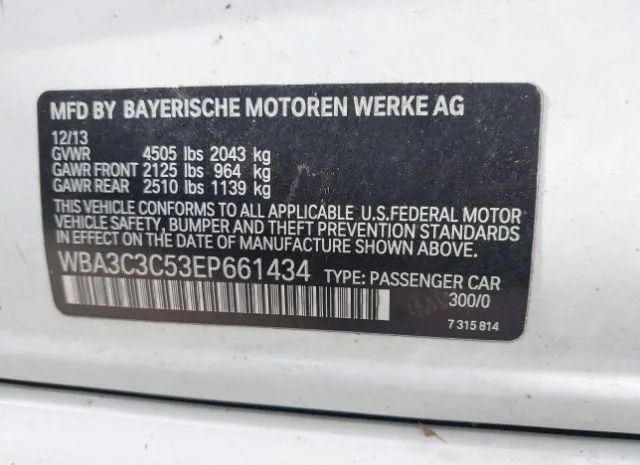 MFD BY BAYERISCHE MOTOREN WERKE AG
12/13
GVWR 4505 lbs 2043 kg
GAWR FRONT 2125 lbs 964 kg
GAWR REAR 2510 lbs 1139 kg
THIS VEHICLE CONFORMS TO ALL APPLICABLE U.S.FEDERAL MOTOR
VEHICLE SAFETY, BUMPER AND THEFT PREVENTION STANDARDS
IN EFFECT ON THE DATE OF MANUFACTURE SHOWN ABOVE.
WBA3C3C53EP661434 TYPE: PASSENGER CAR
300/0
7 315 814